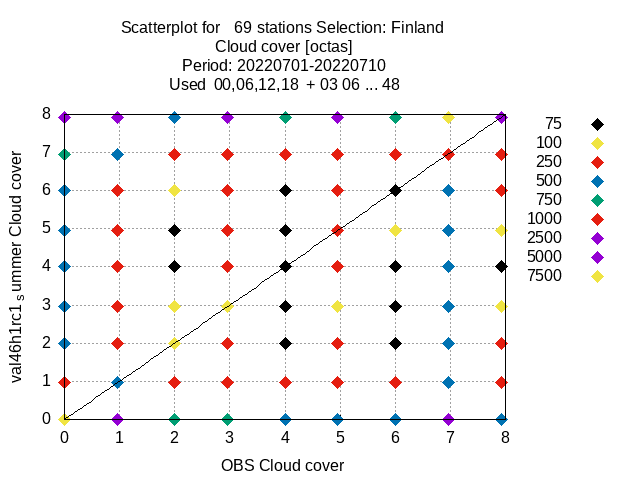 Scatterplot for 69 stations Selection: Finland
Cloud cover [octas]
Period: 20220701-20220710
Used 00,06,12,18 + 03 06 ... 48
8
7
6
5
4
3
2
1
0
val46h1rc1 summer Cloud cover
0 1 2 3 4 5 6 7 8
OBS Cloud cover
75
100
250
500
750
1000
2500
5000
7500